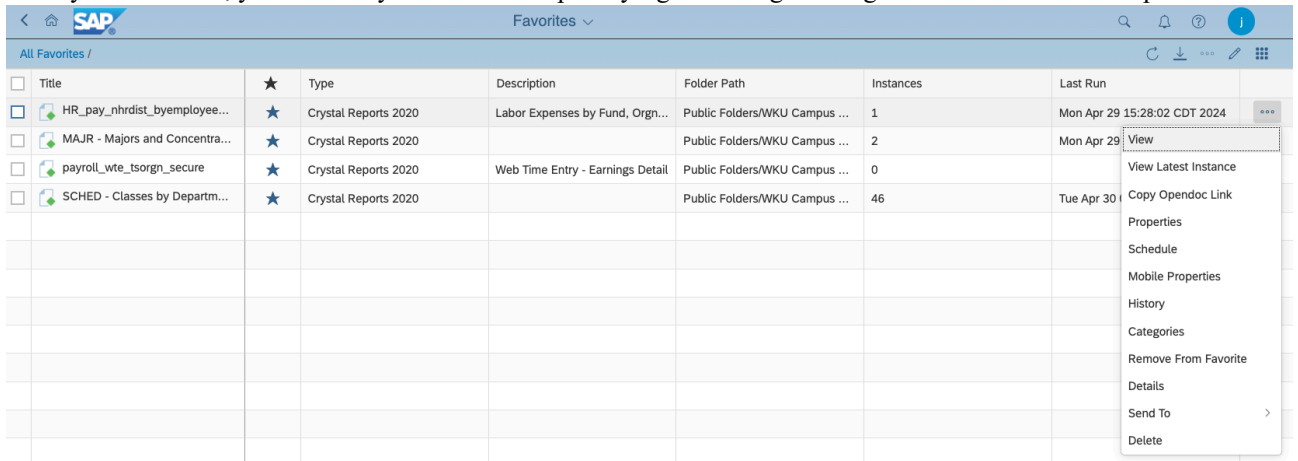 SAP Favorites j
All Favorites /
Title ★ Type Description Folder Path Instances Last Run
HR_pay_nhrdist_byemployee... ★ Crystal Reports 2020 Labor Expenses by Fund, Orgn... Public Folders/WKU Campus ... 1 Mon Apr 29 15:28:02 CDT 2024
MAJR - Majors and Concentra... ★ Crystal Reports 2020 Public Folders/WKU Campus ... 2 Mon Apr 29
payroll_wte_tsorgn_secure ★ Crystal Reports 2020 Web Time Entry - Earnings Detail Public Folders/WKU Campus ... 0
SCHED - Classes by Departm... ★ Crystal Reports 2020 Public Folders/WKU Campus ... 46 Tue Apr 30
View
View Latest Instance
Copy Opendoc Link
Properties
Schedule
Mobile Properties
History
Categories
Remove From Favorite
Details
Send To
Delete